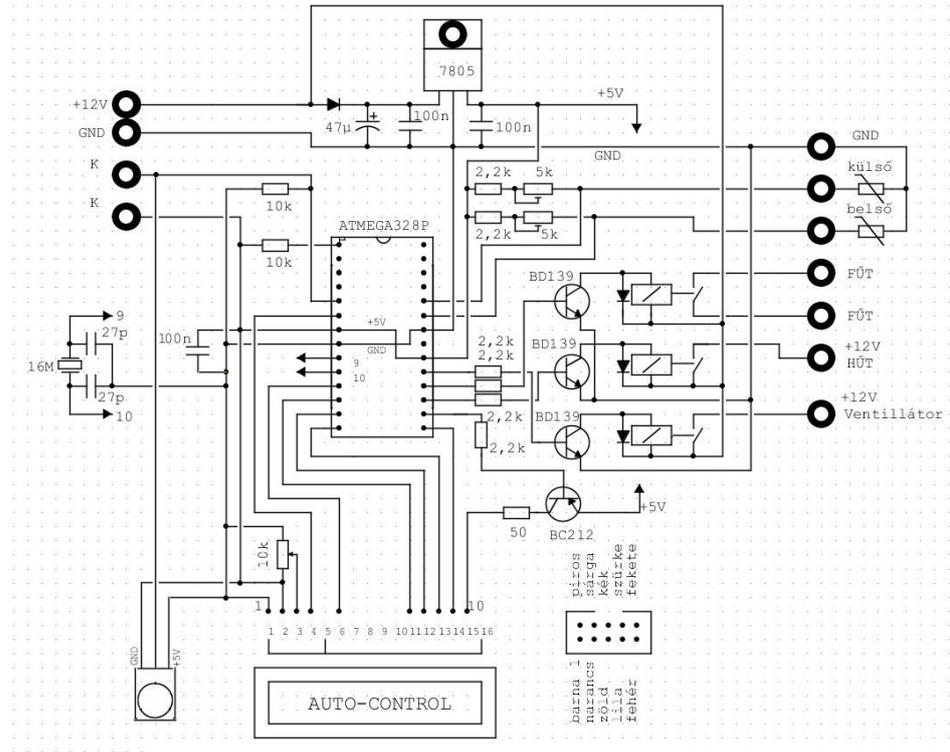 7805
+5V
+12V
47µ
100n
100n
GND
GND
GND
K
2,2k
5k
külső
K
10k
2,2k
5k
belső
ATMEGA328P
10k
BD139
FŰT
9
27p
+5V
FŰT
100n
GND
2,2k
2,2k
BD139
+12V
HŰT
16M
9
10
27p
10
2,2k
BD139
+12V
Ventillátor
2,2k
+5V
50
BC212
10k
piros
sárga
kék
szürke
fekete
1
10
1 2 3 4 5 6 7 8 9 10 11 12 13 14 15 16
GND
+5V
barna 1
narancs
zöld
lila
fehér
AUTO-CONTROL